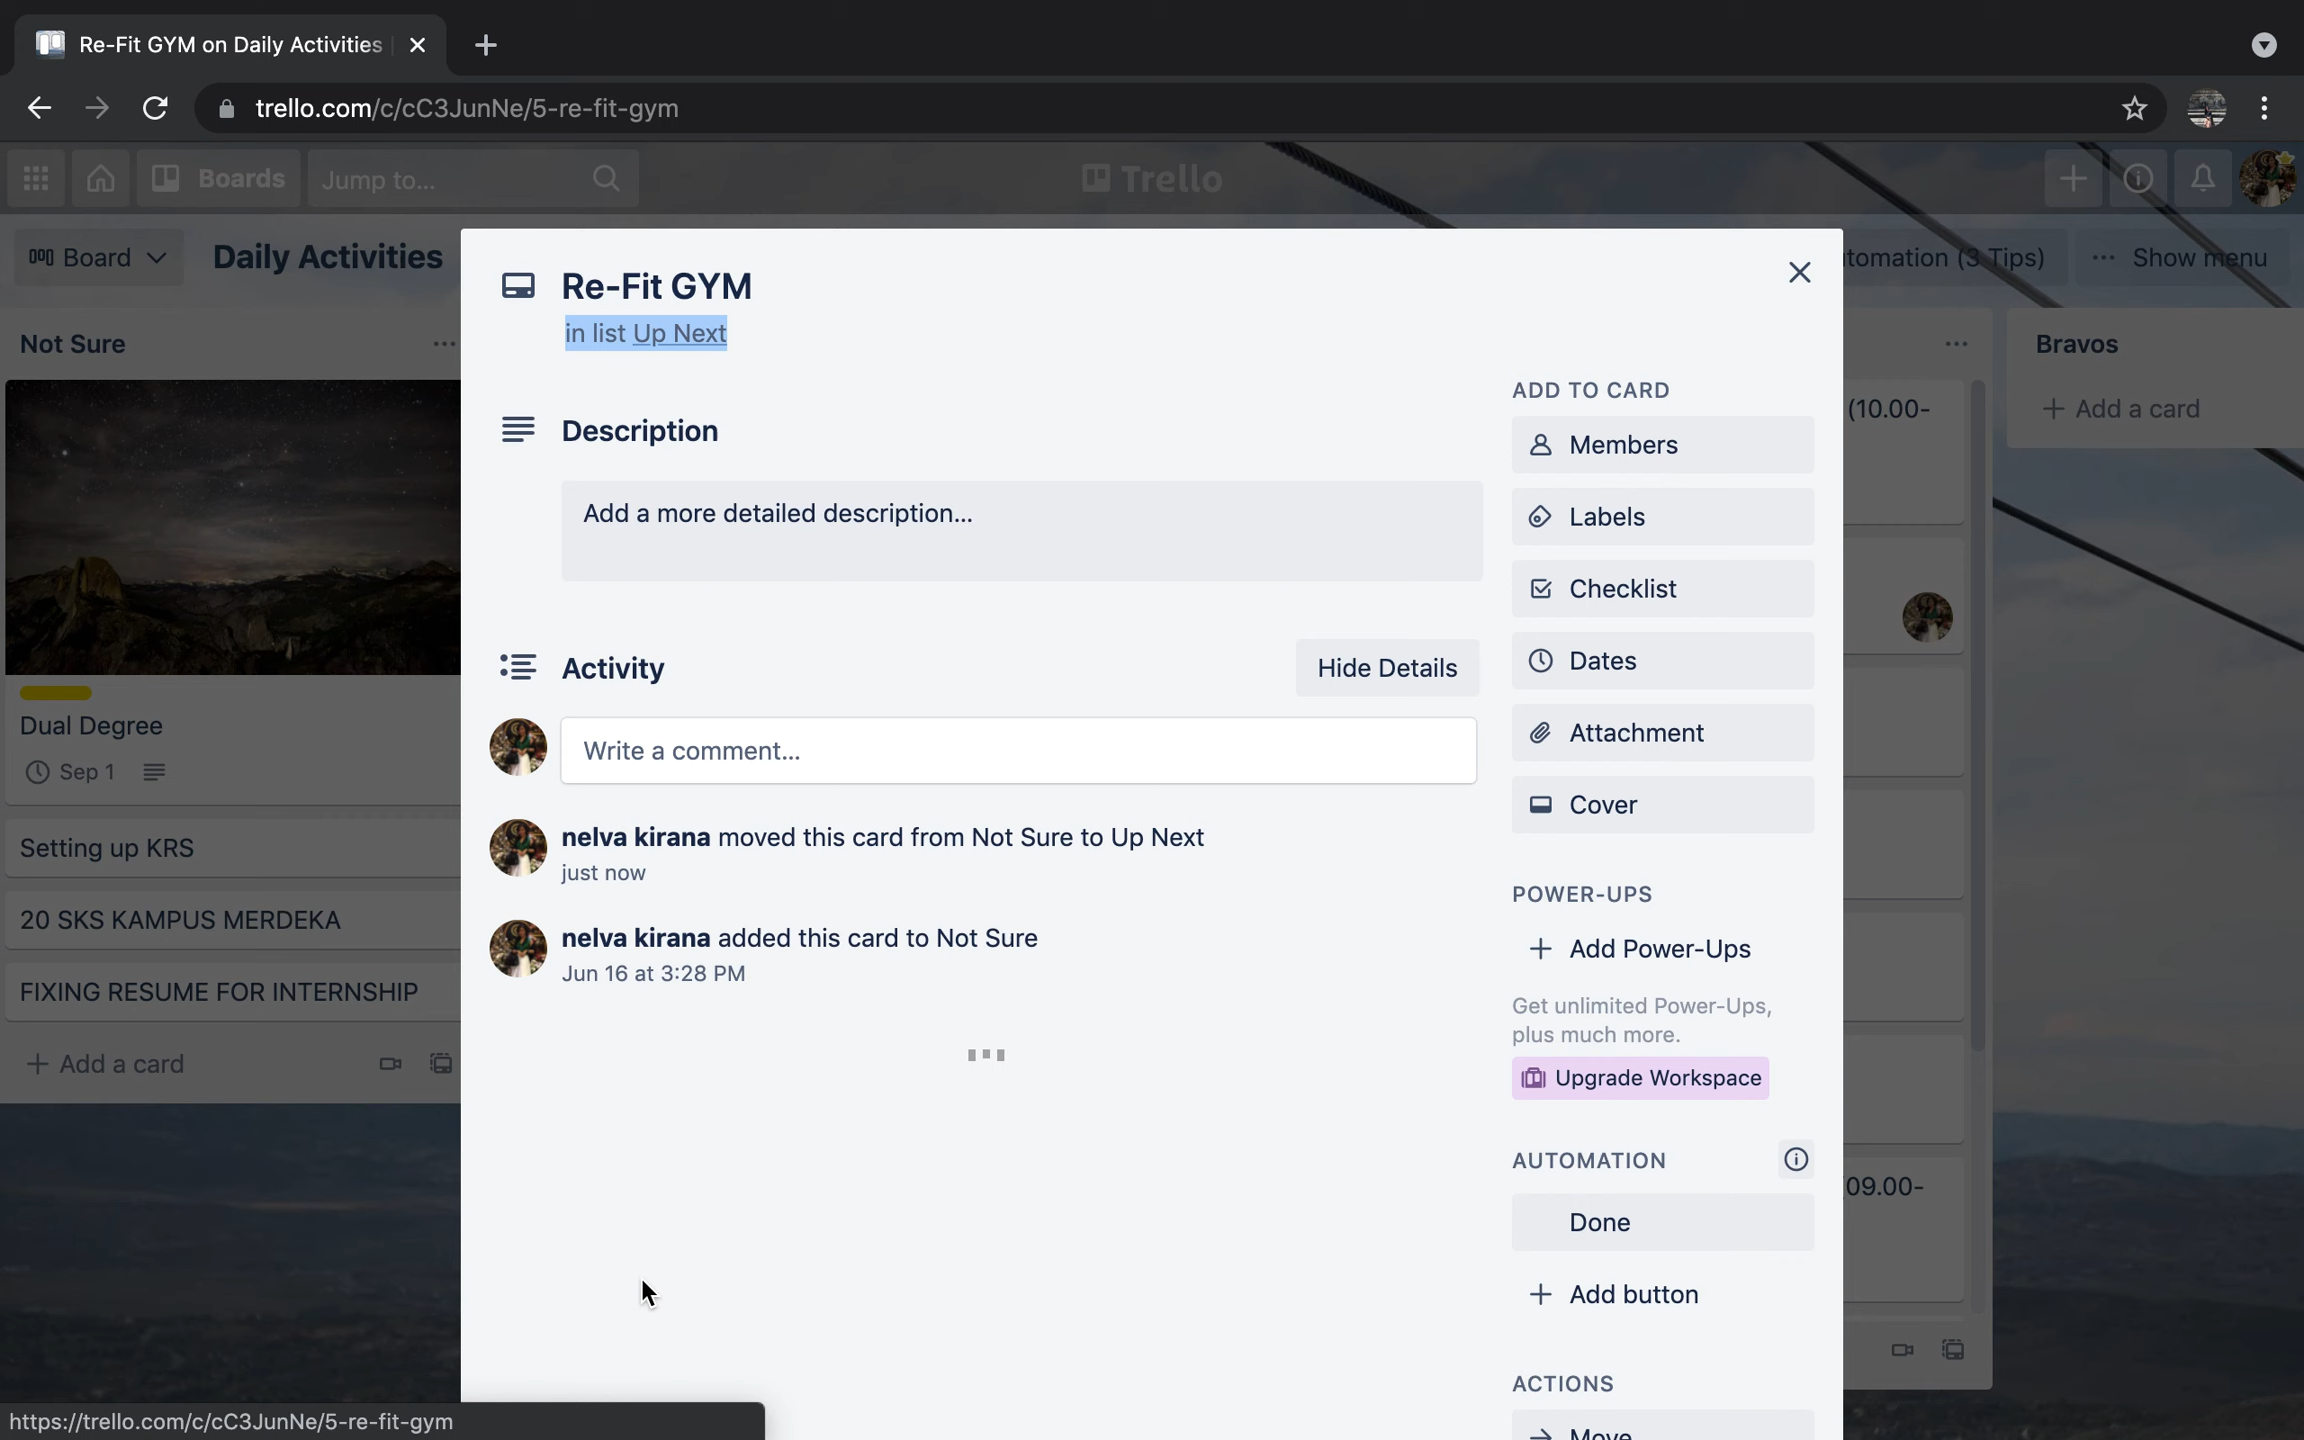 Re-Fit GYM on Daily Activities
trello.com/c/cC3JunNe/5-re-fit-gym
Boards
Jump to...
Trello
Board
Daily Activities
tomation (3 Tips)
Show menu
Not Sure
Dual Degree
Sep 1
Setting up KRS
20 SKS KAMPUS MERDEKA
FIXING RESUME FOR INTERNSHIP
Add a card
Re-Fit GYM
in list Up Next
Description
Add a more detailed description...
Activity
Hide Details
Write a comment...
nelva kirana moved this card from Not Sure to Up Next
just now
nelva kirana added this card to Not Sure
Jun 16 at 3:28 PM
ADD TO CARD
Members
Labels
Checklist
Dates
Attachment
Cover
POWER-UPS
Add Power-Ups
Get unlimited Power-Ups,
plus much more.
Upgrade Workspace
AUTOMATION
Done
Add button
ACTIONS
Move
(10.00-
09.00-
Bravos
Add a card
https://trello.com/c/cC3JunNe/5-re-fit-gym